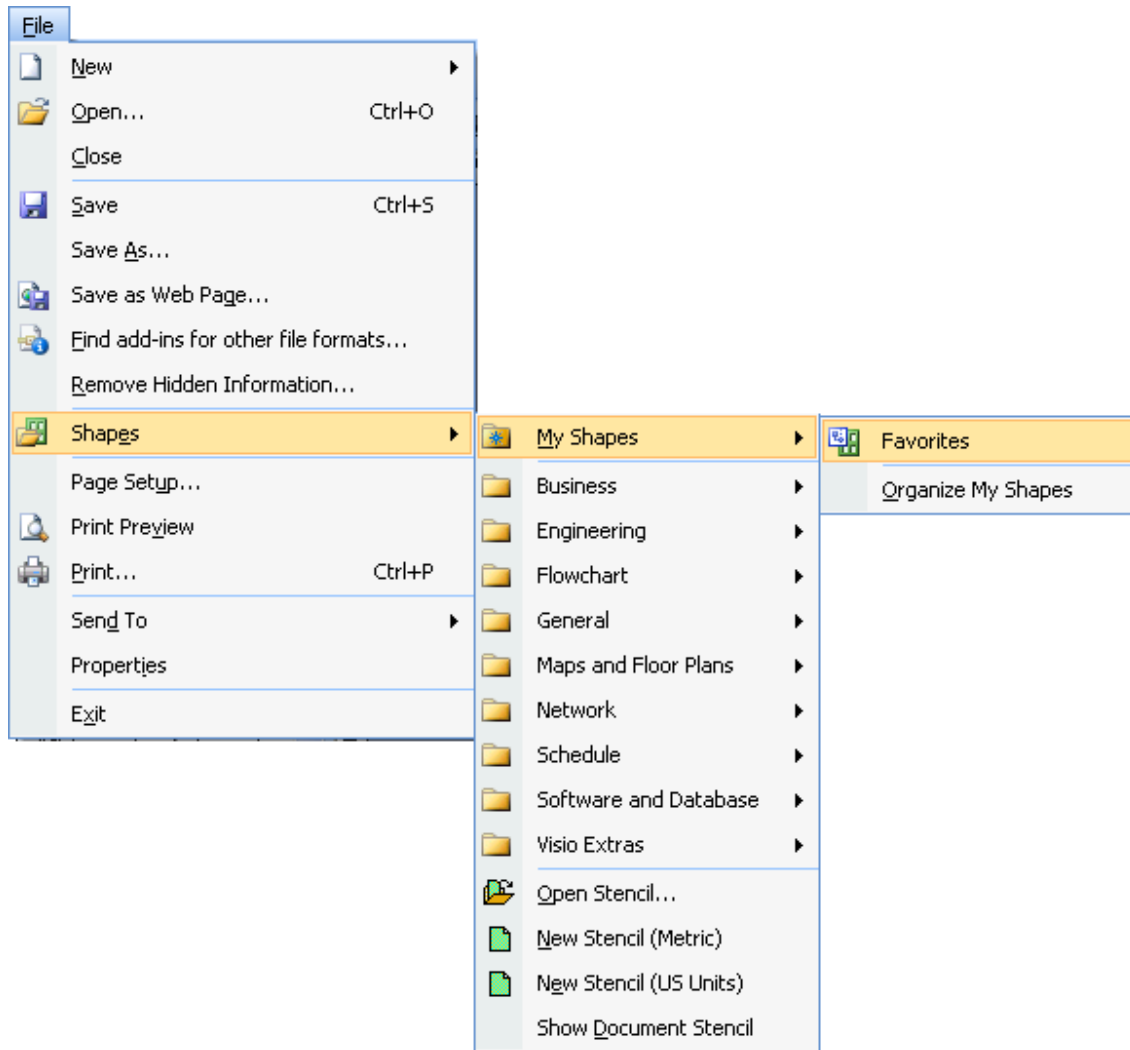 File
New
Open... Ctrl+O
Close
Save Ctrl+S
Save As...
Save as Web Page...
Find add-ins for other file formats...
Remove Hidden Information...
Shapes
Page Setup...
Print Preview
Print... Ctrl+P
Send To
Properties
Exit
My Shapes
Business
Engineering
Flowchart
General
Maps and Floor Plans
Network
Schedule
Software and Database
Visio Extras
Open Stencil...
New Stencil (Metric)
New Stencil (US Units)
Show Document Stencil
Favorites
Organize My Shapes